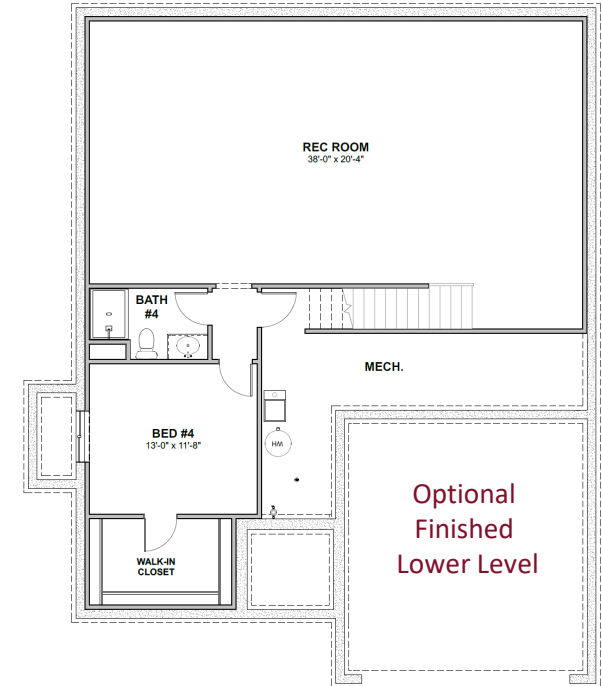 REC ROOM
38'-0" x 20'-4"
BATH
#4
MECH.
BED #4
13'-0" x 11'-8"
WH
Optional
Finished
Lower Level
WALK-IN
CLOSET